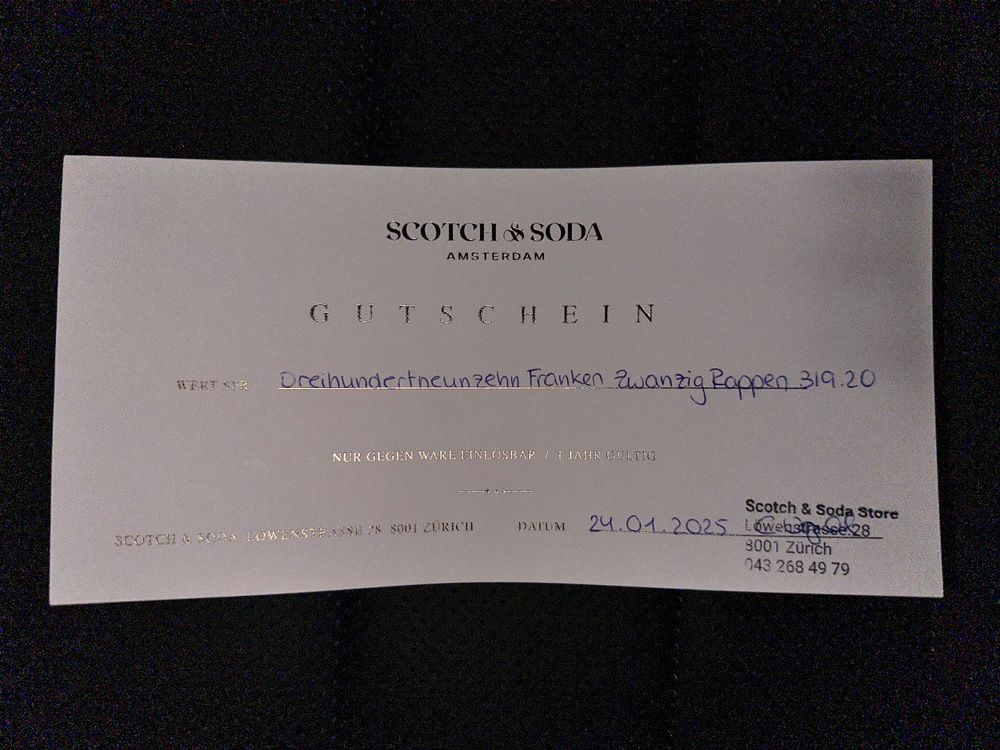 SCOTCH & SODA
AMSTERDAM
GUTSCHEIN
WERT SFR Dreihundertneunzehn Franken Zwanzig Rappen 319.20
NUR GEGEN WARE EINLÖSBAR / 1 JAHR GÜLTIG
SCOTCH & SODA LÖWENSTRASSE 28 8001 ZÜRICH DATUM 24.01.2025
Scotch & Soda Store
Löwenstrasse 28
8001 Zürich
043 268 49 79